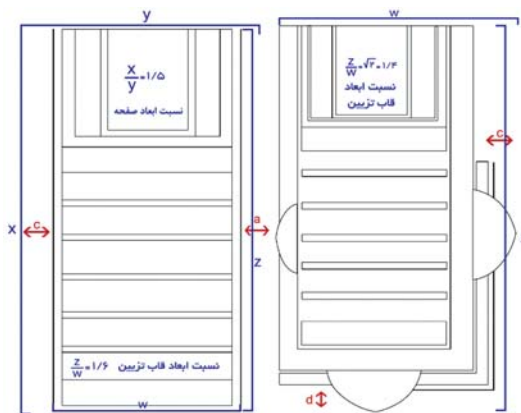 y
x/y=۱/۵
نسبت ابعاد صفحه
x
c
a
z
z/w=۱/۶ نسبت ابعاد قاب تزیین
w
w
z/w=√۲=۱/۴
نسبت ابعاد
قاب تزیین
c
d